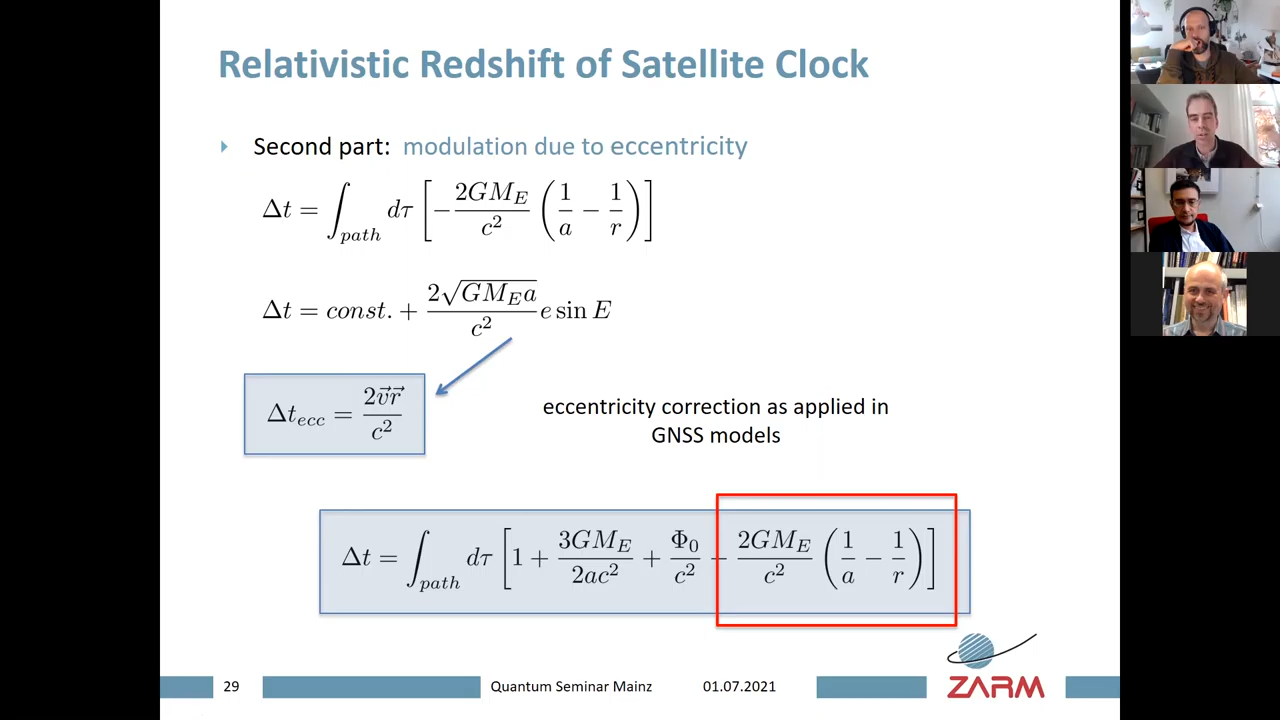 Relativistic Redshift of Satellite Clock
Second part: modulation due to eccentricity
Δt = ∫_path dτ [ − 2GM_E / c² ( 1/a − 1/r ) ]
Δt = const. + 2√(GM_E a) / c² e sin E
Δt_ecc = 2v⃗r⃗ / c²
eccentricity correction as applied in
GNSS models
Δt = ∫_path dτ [ 1 + 3GM_E / 2ac² + Φ₀ / c² − 2GM_E / c² ( 1/a − 1/r ) ]
ZARM
29 Quantum Seminar Mainz 01.07.2021